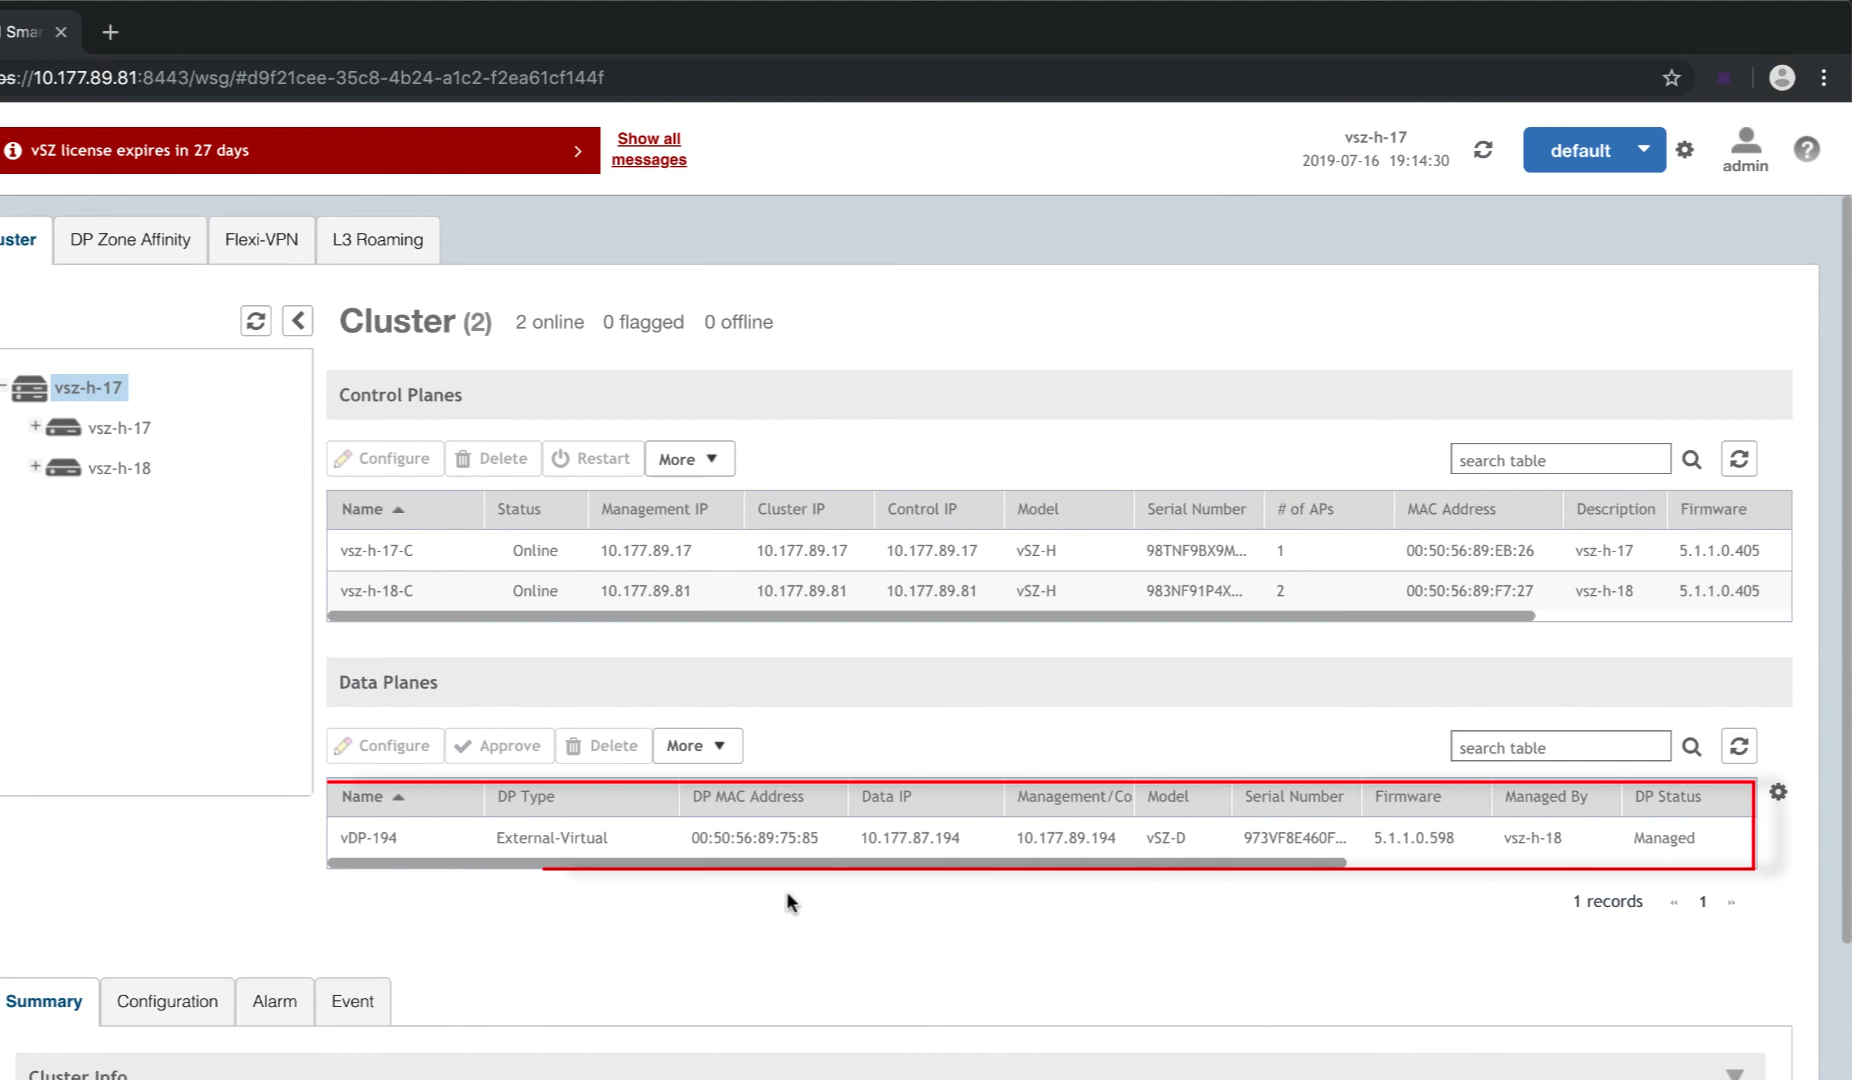 Smar
://10.177.89.81:8443/wsg/#d9f21cee-35c8-4b24-a1c2-f2ea61cf144f
vSZ license expires in 27 days
Show all
messages
vsz-h-17
2019-07-16 19:14:30
default
admin
uster DP Zone Affinity Flexi-VPN L3 Roaming
Cluster (2) 2 online 0 flagged 0 offline
vsz-h-17
vsz-h-17
vsz-h-18
Control Planes
Configure Delete Restart More search table
Name Status Management IP Cluster IP Control IP Model Serial Number # of APs MAC Address Description Firmware
vsz-h-17-C Online 10.177.89.17 10.177.89.17 10.177.89.17 vSZ-H 98TNF9BX9M... 1 00:50:56:89:EB:26 vsz-h-17 5.1.1.0.405
vsz-h-18-C Online 10.177.89.81 10.177.89.81 10.177.89.81 vSZ-H 983NF91P4X... 2 00:50:56:89:F7:27 vsz-h-18 5.1.1.0.405
Data Planes
Configure Approve Delete More search table
Name DP Type DP MAC Address Data IP Management/Co Model Serial Number Firmware Managed By DP Status
vDP-194 External-Virtual 00:50:56:89:75:85 10.177.87.194 10.177.89.194 vSZ-D 973VF8E460F... 5.1.1.0.598 vsz-h-18 Managed
1 records « 1 »
Summary Configuration Alarm Event
Cluster Info